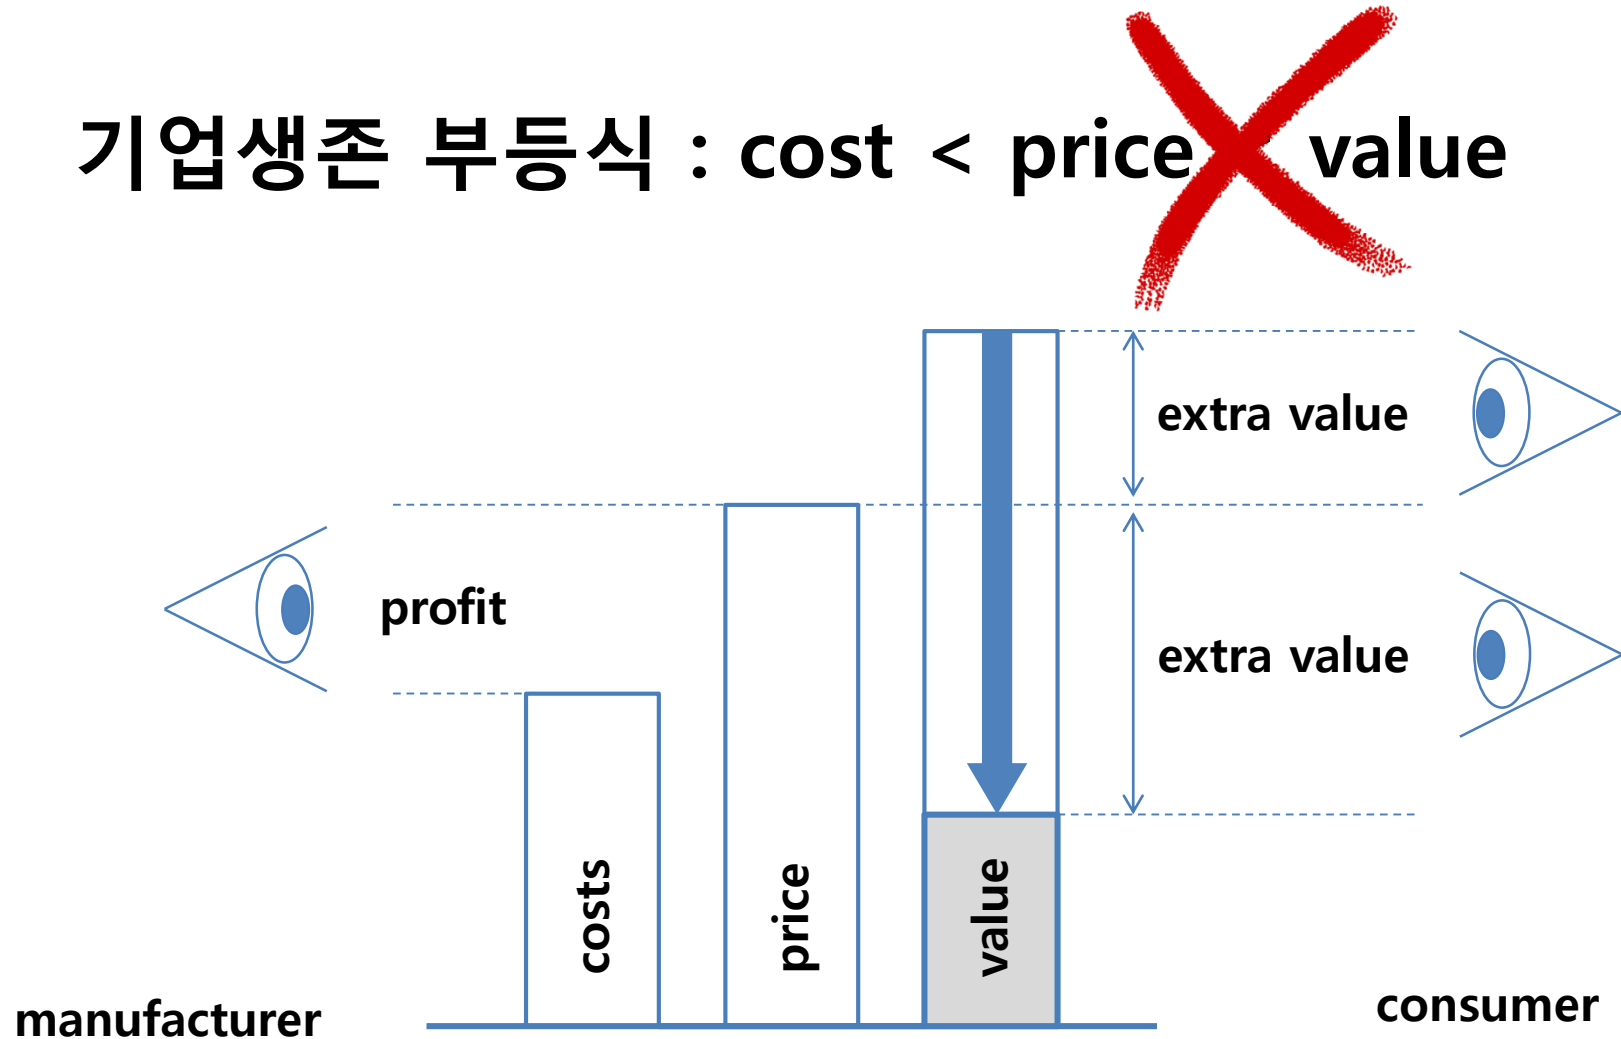 기업생존 부등식 : cost < price value
extra value
profit
extra value
costs
price
value
manufacturer
consumer